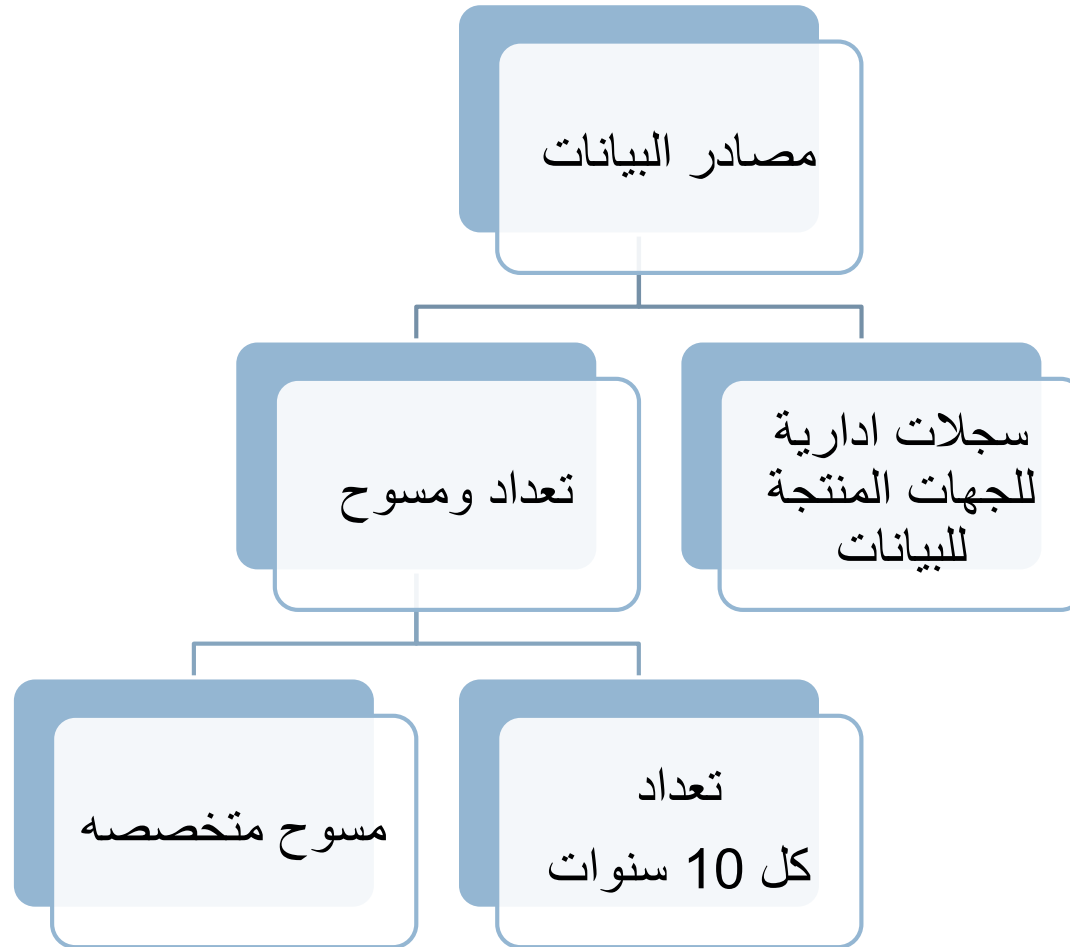 مصادر البيانات
سجلات ادارية
للجهات المنتجة
للبيانات
تعداد ومسوح
تعداد
كل 10 سنوات
مسوح متخصصه